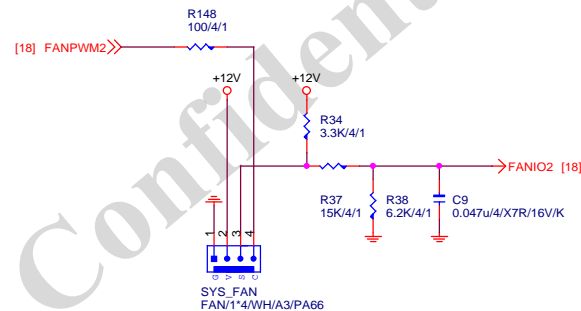 Confident
R148
100/4/1
[18] FANPWM2
+12V
+12V
R34
3.3K/4/1
FANIO2 [18]
R37
15K/4/1
R38
6.2K/4/1
C9
0.047u/4/X7R/16V/K
1
2
3
4
G
V
S
C
SYS_FAN
FAN/1*4/WH/A3/PA66